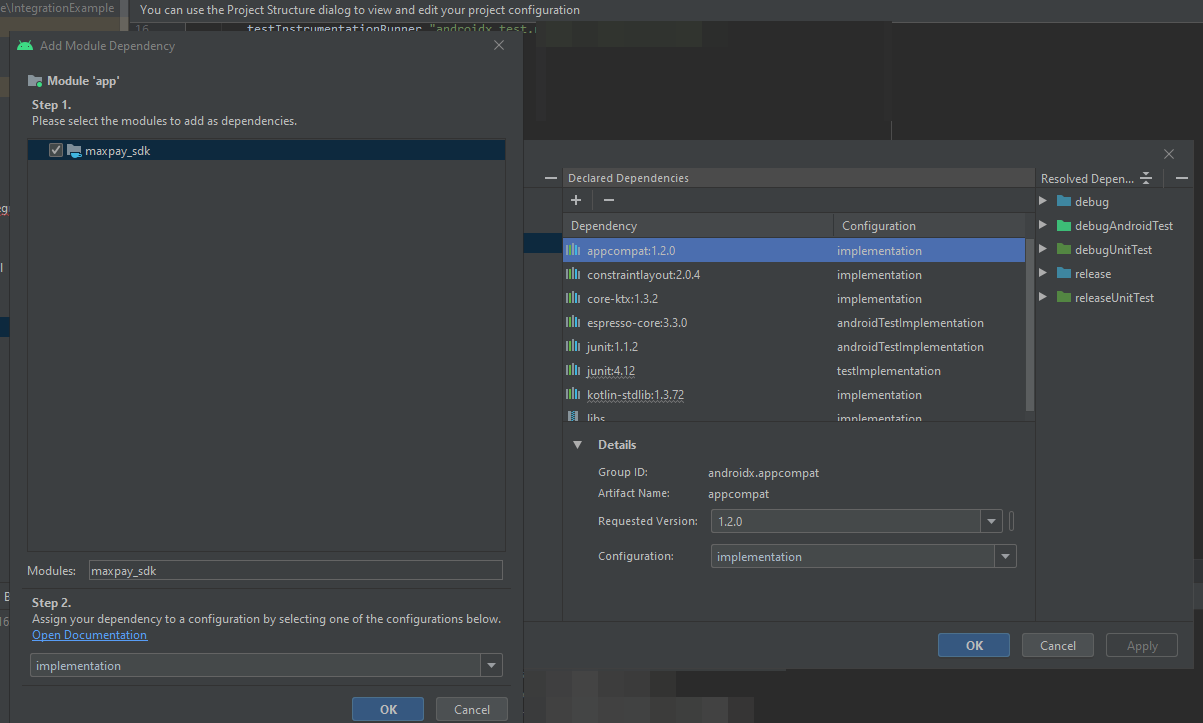 e\IntegrationExample
You can use the Project Structure dialog to view and edit your project configuration
16 testInstrumentationRunner "androidx.test.
Add Module Dependency
Module 'app'
Step 1.
Please select the modules to add as dependencies.
maxpay_sdk
Modules: maxpay_sdk
Step 2.
Assign your dependency to a configuration by selecting one of the configurations below.
Open Documentation
implementation
OK Cancel
Declared Dependencies
Dependency Configuration
appcompat:1.2.0 implementation
constraintlayout:2.0.4 implementation
core-ktx:1.3.2 implementation
espresso-core:3.3.0 androidTestImplementation
junit:1.1.2 androidTestImplementation
junit:4.12 testImplementation
kotlin-stdlib:1.3.72 implementation
libs implementation
Details
Group ID: androidx.appcompat
Artifact Name: appcompat
Requested Version: 1.2.0
Configuration: implementation
Resolved Depen...
debug
debugAndroidTest
debugUnitTest
release
releaseUnitTest
OK Cancel Apply